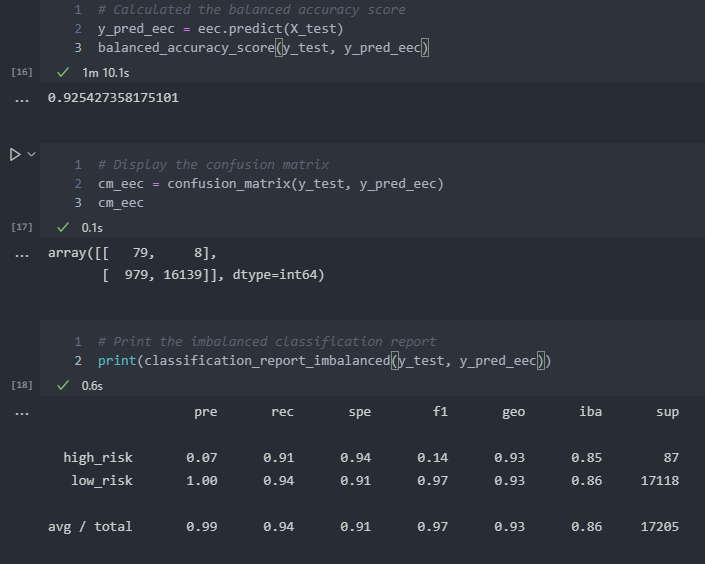 1 # Calculated the balanced accuracy score
2 y_pred_eec = eec.predict(X_test)
3 balanced_accuracy_score(y_test, y_pred_eec)
[16] ✓ 1m 10.1s
... 0.925427358175101
1 # Display the confusion matrix
2 cm_eec = confusion_matrix(y_test, y_pred_eec)
3 cm_eec
[17] ✓ 0.1s
... array([[   79,     8],
       [  979, 16139]], dtype=int64)
1 # Print the imbalanced classification report
2 print(classification_report_imbalanced(y_test, y_pred_eec))
[18] ✓ 0.6s
... pre rec spe f1 geo iba sup
high_risk 0.07 0.91 0.94 0.14 0.93 0.85 87
low_risk 1.00 0.94 0.91 0.97 0.93 0.86 17118
avg / total 0.99 0.94 0.91 0.97 0.93 0.86 17205